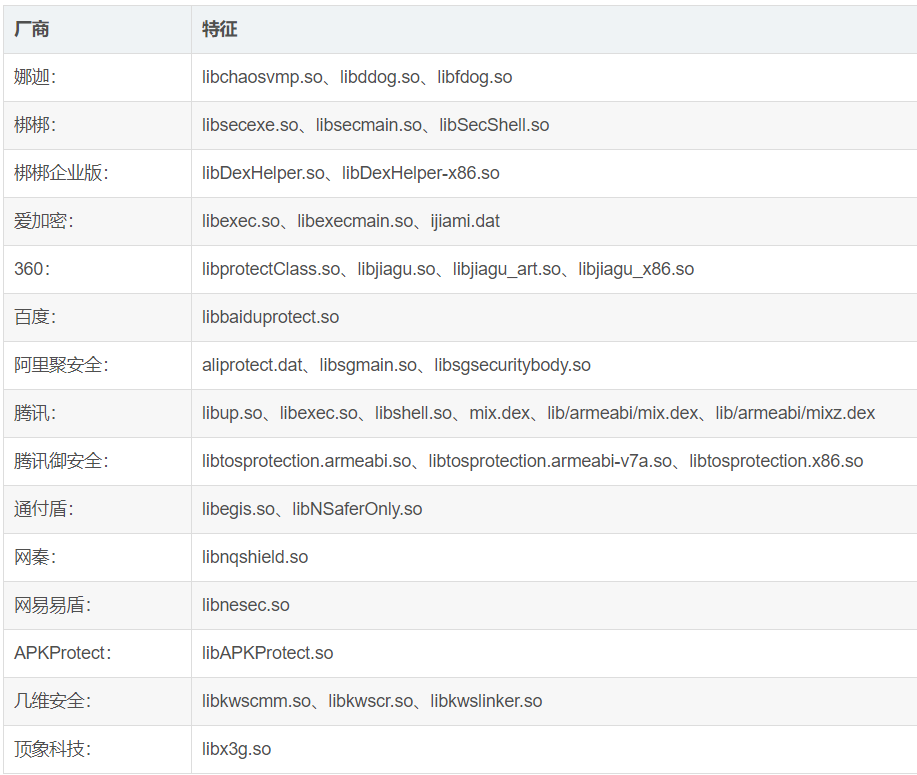 厂商 特征
娜迦: libchaosvmp.so、libddog.so、libfdog.so
梆梆: libsecexe.so、libsecmain.so、libSecShell.so
梆梆企业版: libDexHelper.so、libDexHelper-x86.so
爱加密: libexec.so、libexecmain.so、ijiami.dat
360: libprotectClass.so、libjiagu.so、libjiagu_art.so、libjiagu_x86.so
百度: libbaiduprotect.so
阿里聚安全: aliprotect.dat、libsgmain.so、libsgsecuritybody.so
腾讯: libup.so、libexec.so、libshell.so、mix.dex、lib/armeabi/mix.dex、lib/armeabi/mixz.dex
腾讯御安全: libtosprotection.armeabi.so、libtosprotection.armeabi-v7a.so、libtosprotection.x86.so
通付盾: libegis.so、libNSaferOnly.so
网秦: libnqshield.so
网易易盾: libnesec.so
APKProtect: libAPKProtect.so
几维安全: libkwscmm.so、libkwscr.so、libkwslinker.so
顶象科技: libx3g.so